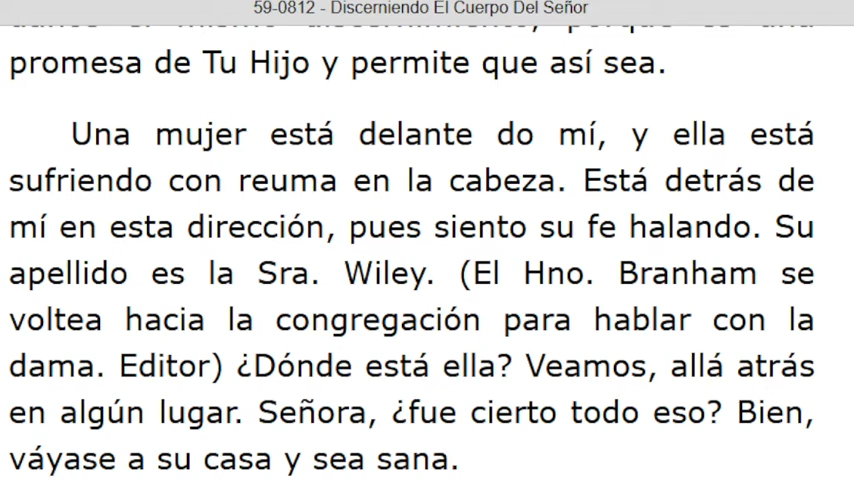 59-0812 - Discerniendo El Cuerpo Del Señor
promesa de Tu Hijo y permite que así sea.
Una mujer está delante do mí, y ella está
sufriendo con reuma en la cabeza. Está detrás de
mí en esta dirección, pues siento su fe halando. Su
apellido es la Sra. Wiley. (El Hno. Branham se
voltea hacia la congregación para hablar con la
dama. Editor) ¿Dónde está ella? Veamos, allá atrás
en algún lugar. Señora, ¿fue cierto todo eso? Bien,
váyase a su casa y sea sana.